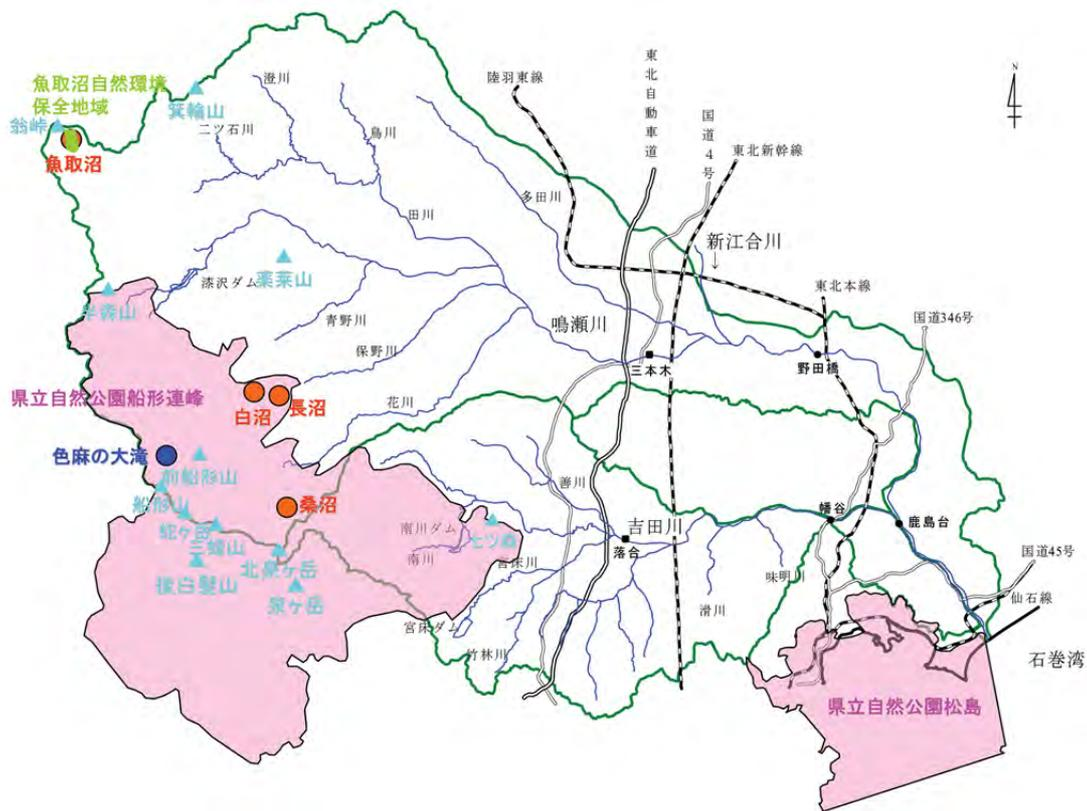 N
陸羽東線
東北自動車道
国道4号
東北新幹線
澄川
魚取沼自然環境
保全地域
箕輪山
翁峠
二ツ石川
鳥川
魚取沼
多田川
田川
新江合川
漆沢ダム
薬莱山
東北本線
半森山
国道346号
青野川
鳴瀬川
保野川
三本木
野田橋
県立自然公園船形連峰
白沼
長沼
花川
色麻の大滝
前船形山
善川
船形山
桑沼
蛇ヶ岳
南川ダム
七ツ森
吉田川
幡谷
鹿島台
三峰山
落合
北泉ヶ岳
南川
宮床川
国道45号
後白髪山
泉ヶ岳
味明川
滑川
仙石線
宮床ダム
竹林川
石巻湾
県立自然公園松島